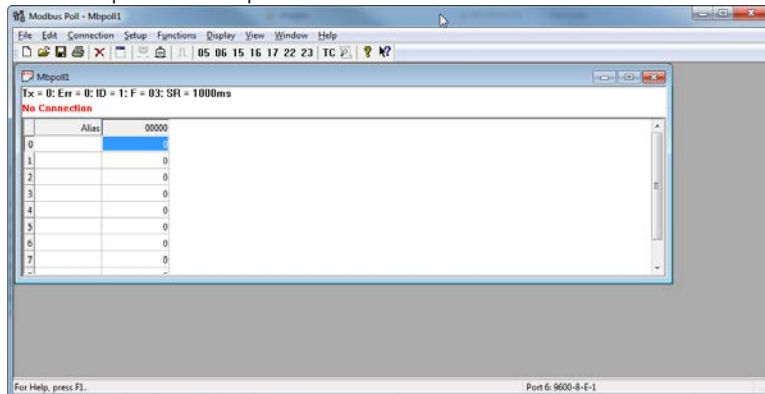 Modbus Poll - Mbpoll1
File Edit Connection Setup Functions Display View Window Help
05 06 15 16 17 22 23 TC
Mbpoll1
Tx = 0: Err = 0: ID = 1: F = 03: SR = 1000ms
No Connection
Alias 00000
0 0
1 0
2 0
3 0
4 0
5 0
6 0
7 0
For Help, press F1. Port 6: 9600-8-E-1